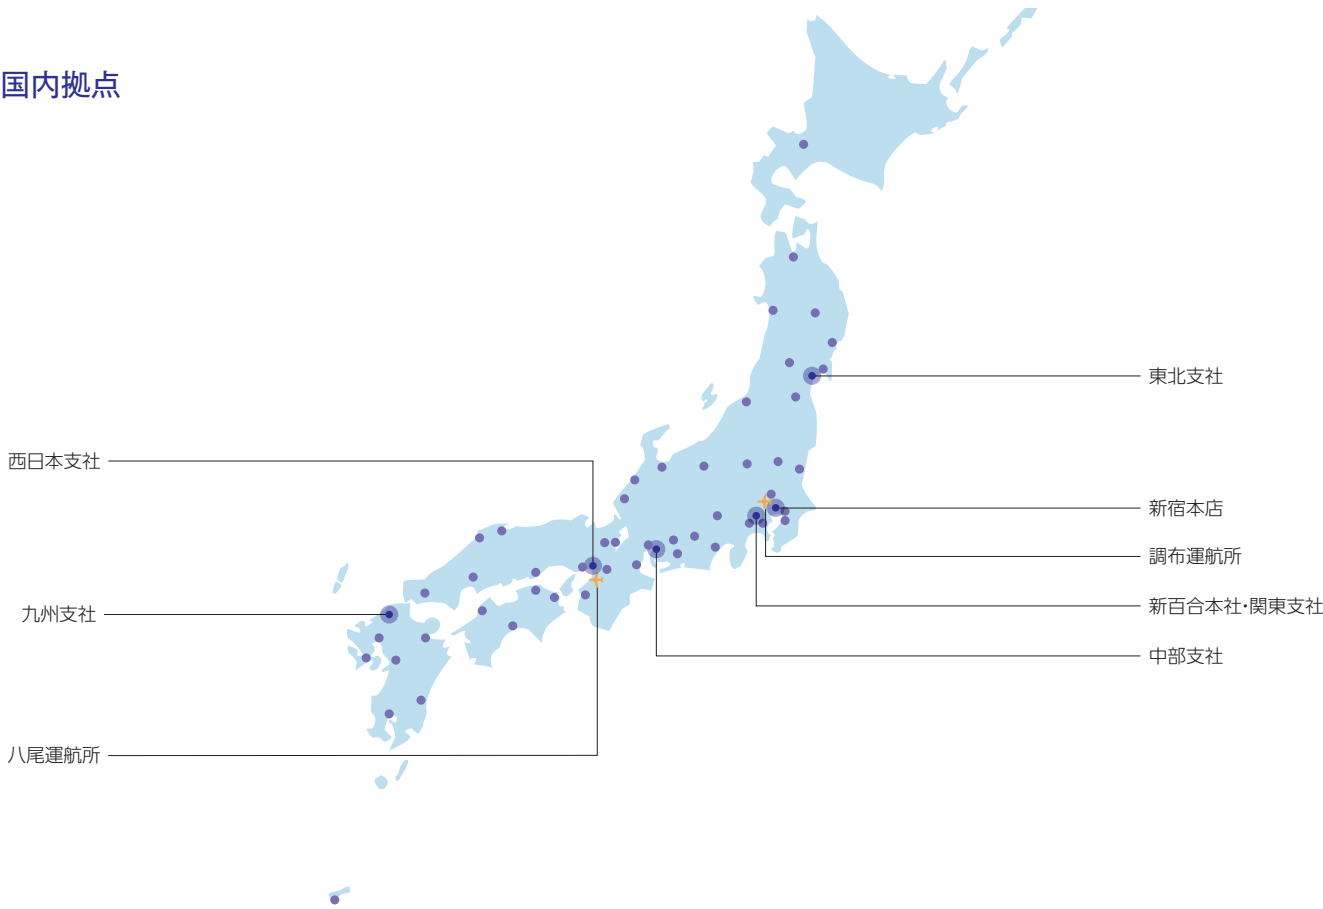 国内拠点
東北支社
西日本支社
新宿本店
調布運航所
新百合本社・関東支社
九州支社
中部支社
八尾運航所